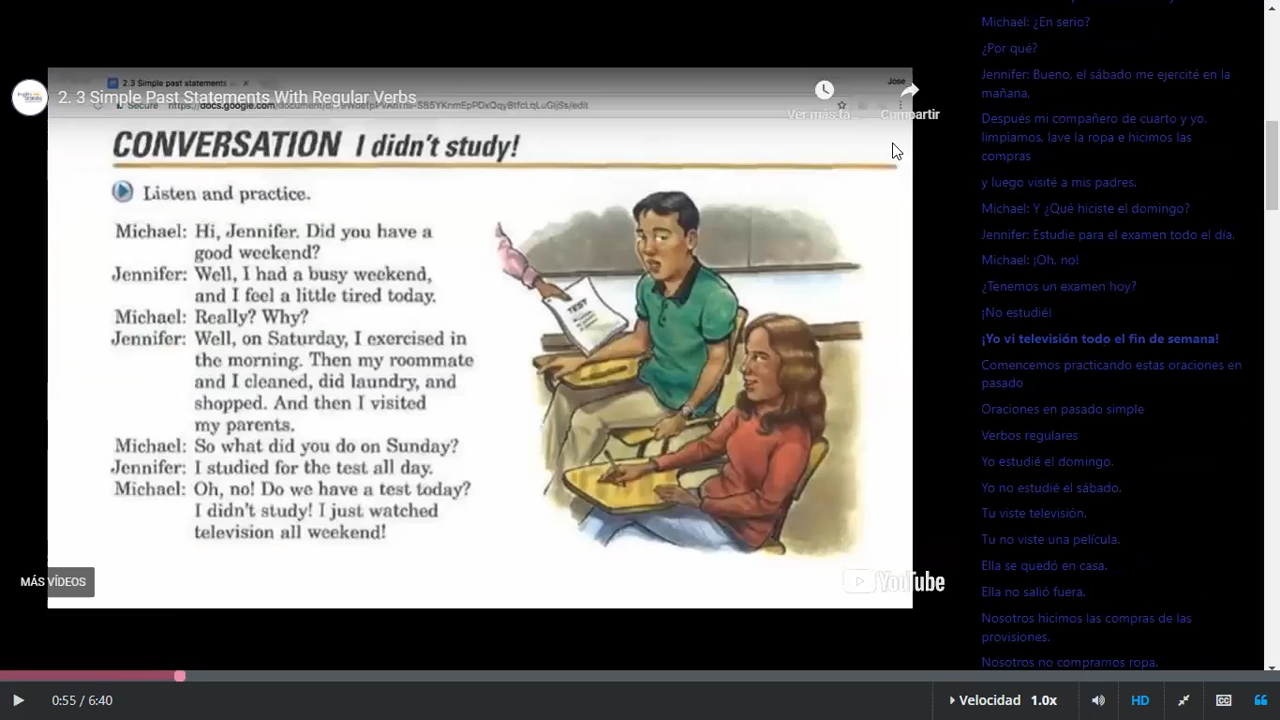 2.3 Simple past statements
Jose
2. 3 Simple Past Statements With Regular Verbs
Secure
Ver más ta...
Compartir
CONVERSATION I didn't study!
Listen and practice.
Michael: Hi, Jennifer. Did you have a
good weekend?
Jennifer: Well, I had a busy weekend,
and I feel a little tired today.
Michael: Really? Why?
Jennifer: Well, on Saturday, I exercised in
the morning. Then my roommate
and I cleaned, did laundry, and
shopped. And then I visited
my parents.
Michael: So what did you do on Sunday?
Jennifer: I studied for the test all day.
Michael: Oh, no! Do we have a test today?
I didn't study! I just watched
television all weekend!
TEST
MÁS VÍDEOS
YouTube
Michael: ¿En serio?
¿Por qué?
Jennifer: Bueno, el sábado me ejercité en la
mañana.
Después mi compañero de cuarto y yo.
limpiamos, lave la ropa e hicimos las
compras
y luego visité a mis padres.
Michael: Y ¿Qué hiciste el domingo?
Jennifer: Estudie para el examen todo el día.
Michael: ¡Oh, no!
¿Tenemos un examen hoy?
¡No estudié!
¡Yo ví televisión todo el fin de semana!
Comencemos practicando estas oraciones en
pasado
Oraciones en pasado simple
Verbos regulares
Yo estudié el domingo.
Yo no estudié el sábado.
Tu viste televisión.
Tu no viste una película.
Ella se quedó en casa.
Ella no salió fuera.
Nosotros hicimos las compras de las
provisiones.
Nosotros no compramos ropa.
0:55 / 6:40
Velocidad 1.0x
HD
CC